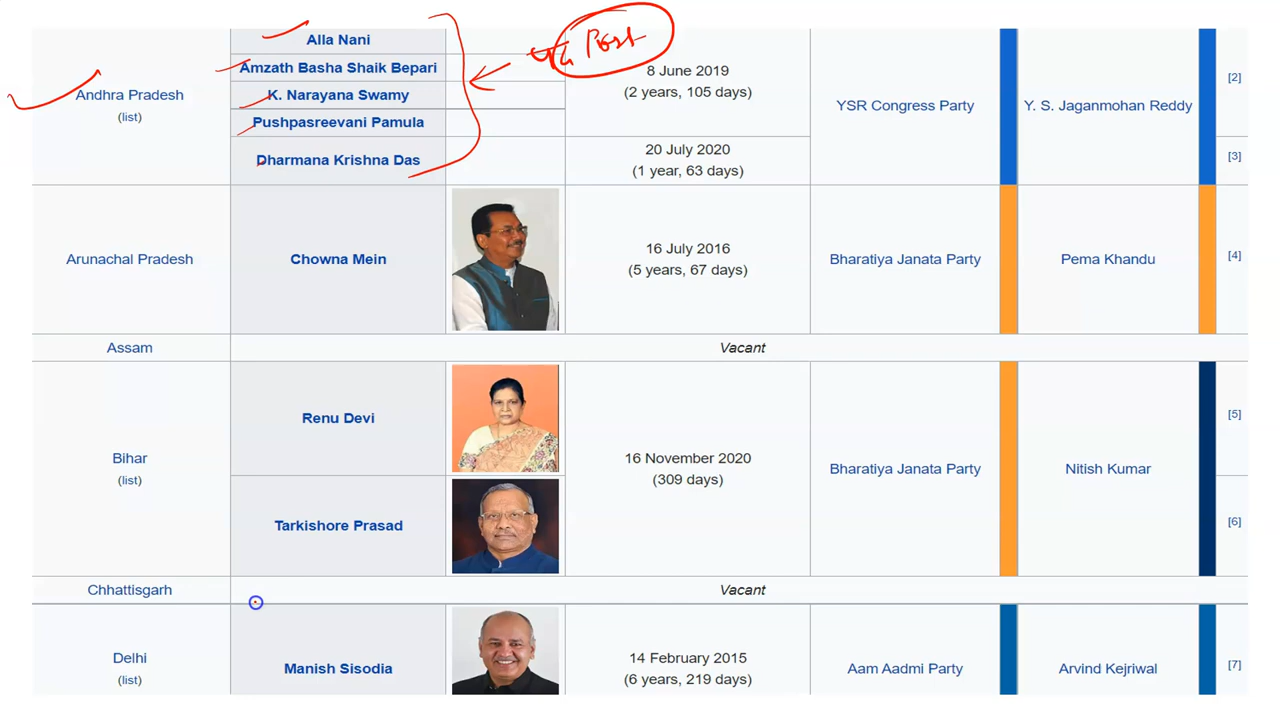 Alla Nani
Post
Amzath Basha Shaik Bepari
8 June 2019
[2]
Andhra Pradesh
K. Narayana Swamy
(2 years, 105 days)
YSR Congress Party
Y. S. Jaganmohan Reddy
(list)
Pushpasreevani Pamula
Dharmana Krishna Das
20 July 2020
[3]
(1 year, 63 days)
Arunachal Pradesh
Chowna Mein
16 July 2016
(5 years, 67 days)
Bharatiya Janata Party
Pema Khandu
[4]
Assam
Vacant
Renu Devi
[5]
Bihar
(list)
16 November 2020
(309 days)
Bharatiya Janata Party
Nitish Kumar
Tarkishore Prasad
[6]
Chhattisgarh
Vacant
Delhi
(list)
Manish Sisodia
14 February 2015
(6 years, 219 days)
Aam Aadmi Party
Arvind Kejriwal
[7]